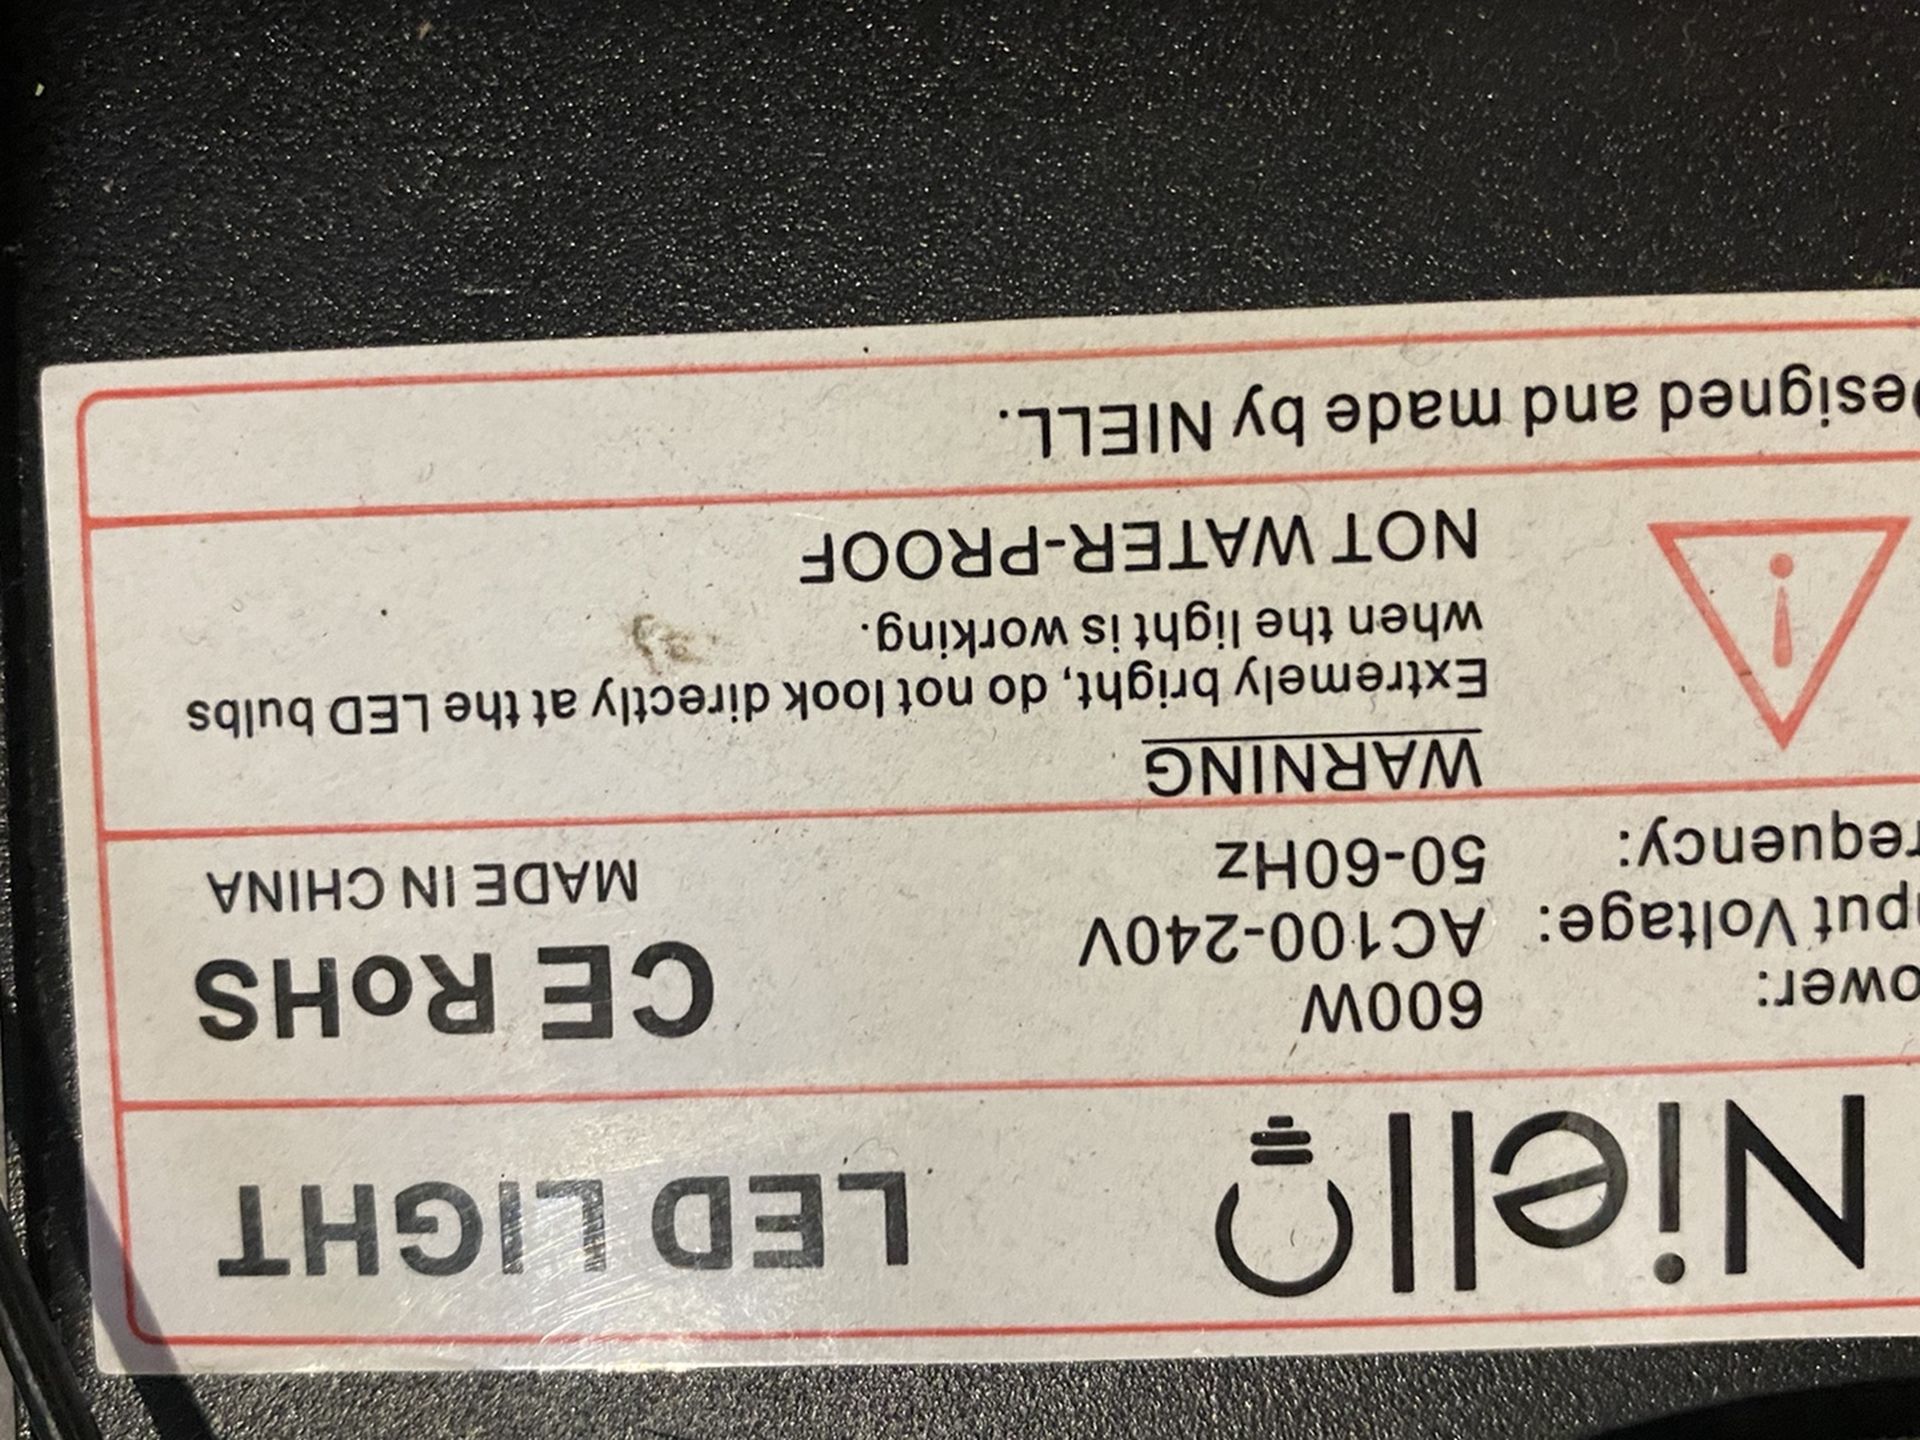 Niell LED LIGHT
ower: 600W CE RoHS
put Voltage: AC100-240V
requency: 50-60Hz MADE IN CHINA
WARNING
Extremely bright, do not look directly at the LED bulbs
when the light is working.
NOT WATER-PROOF
esigned and made by NIELL.